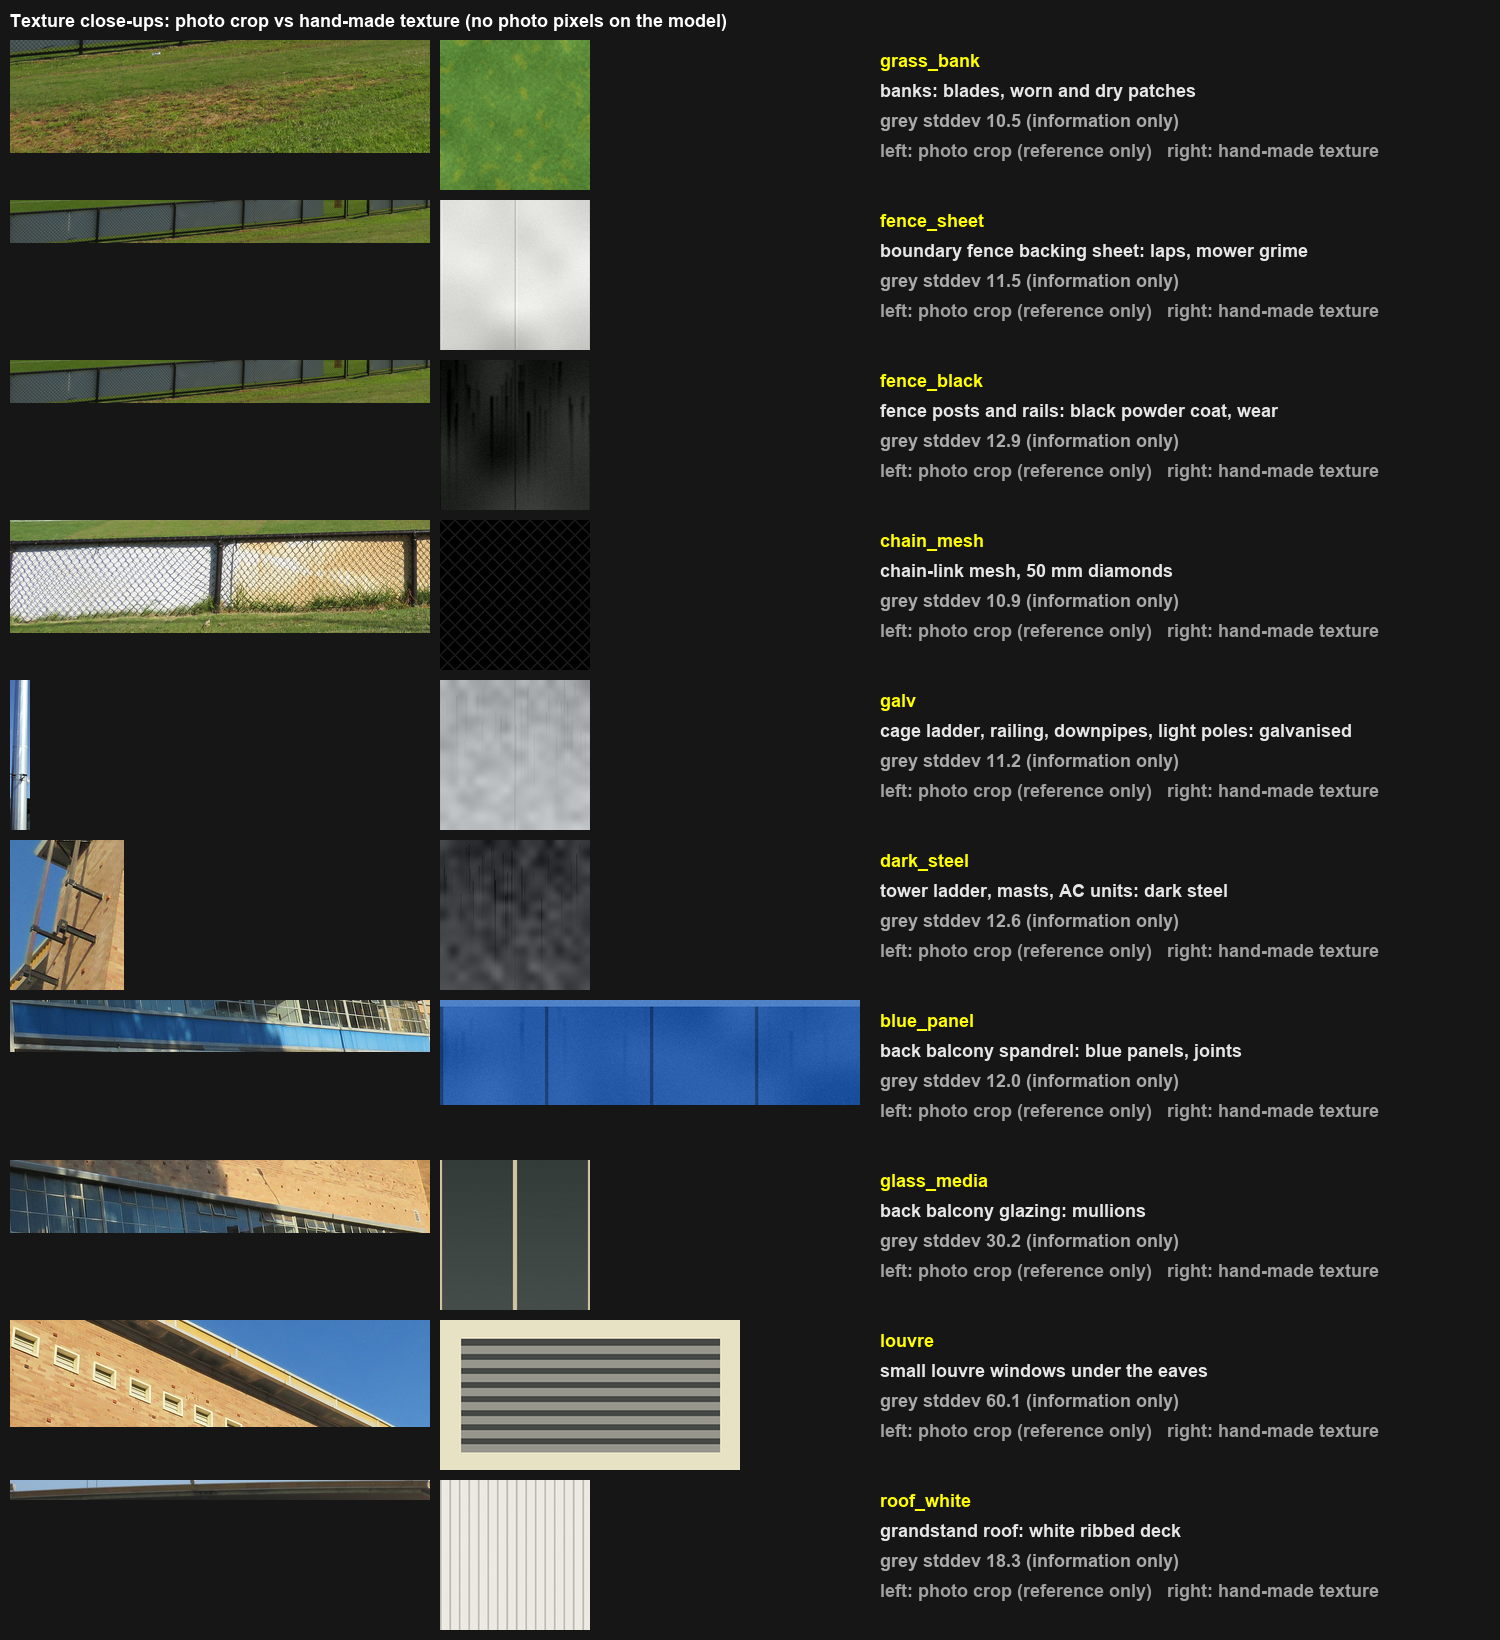 Texture close-ups: photo crop vs hand-made texture (no photo pixels on the model)
grass_bank
banks: blades, worn and dry patches
grey stddev 10.5 (information only)
left: photo crop (reference only) right: hand-made texture
fence_sheet
boundary fence backing sheet: laps, mower grime
grey stddev 11.5 (information only)
left: photo crop (reference only) right: hand-made texture
fence_black
fence posts and rails: black powder coat, wear
grey stddev 12.9 (information only)
left: photo crop (reference only) right: hand-made texture
chain_mesh
chain-link mesh, 50 mm diamonds
grey stddev 10.9 (information only)
left: photo crop (reference only) right: hand-made texture
galv
cage ladder, railing, downpipes, light poles: galvanised
grey stddev 11.2 (information only)
left: photo crop (reference only) right: hand-made texture
dark_steel
tower ladder, masts, AC units: dark steel
grey stddev 12.6 (information only)
left: photo crop (reference only) right: hand-made texture
blue_panel
back balcony spandrel: blue panels, joints
grey stddev 12.0 (information only)
left: photo crop (reference only) right: hand-made texture
glass_media
back balcony glazing: mullions
grey stddev 30.2 (information only)
left: photo crop (reference only) right: hand-made texture
louvre
small louvre windows under the eaves
grey stddev 60.1 (information only)
left: photo crop (reference only) right: hand-made texture
roof_white
grandstand roof: white ribbed deck
grey stddev 18.3 (information only)
left: photo crop (reference only) right: hand-made texture